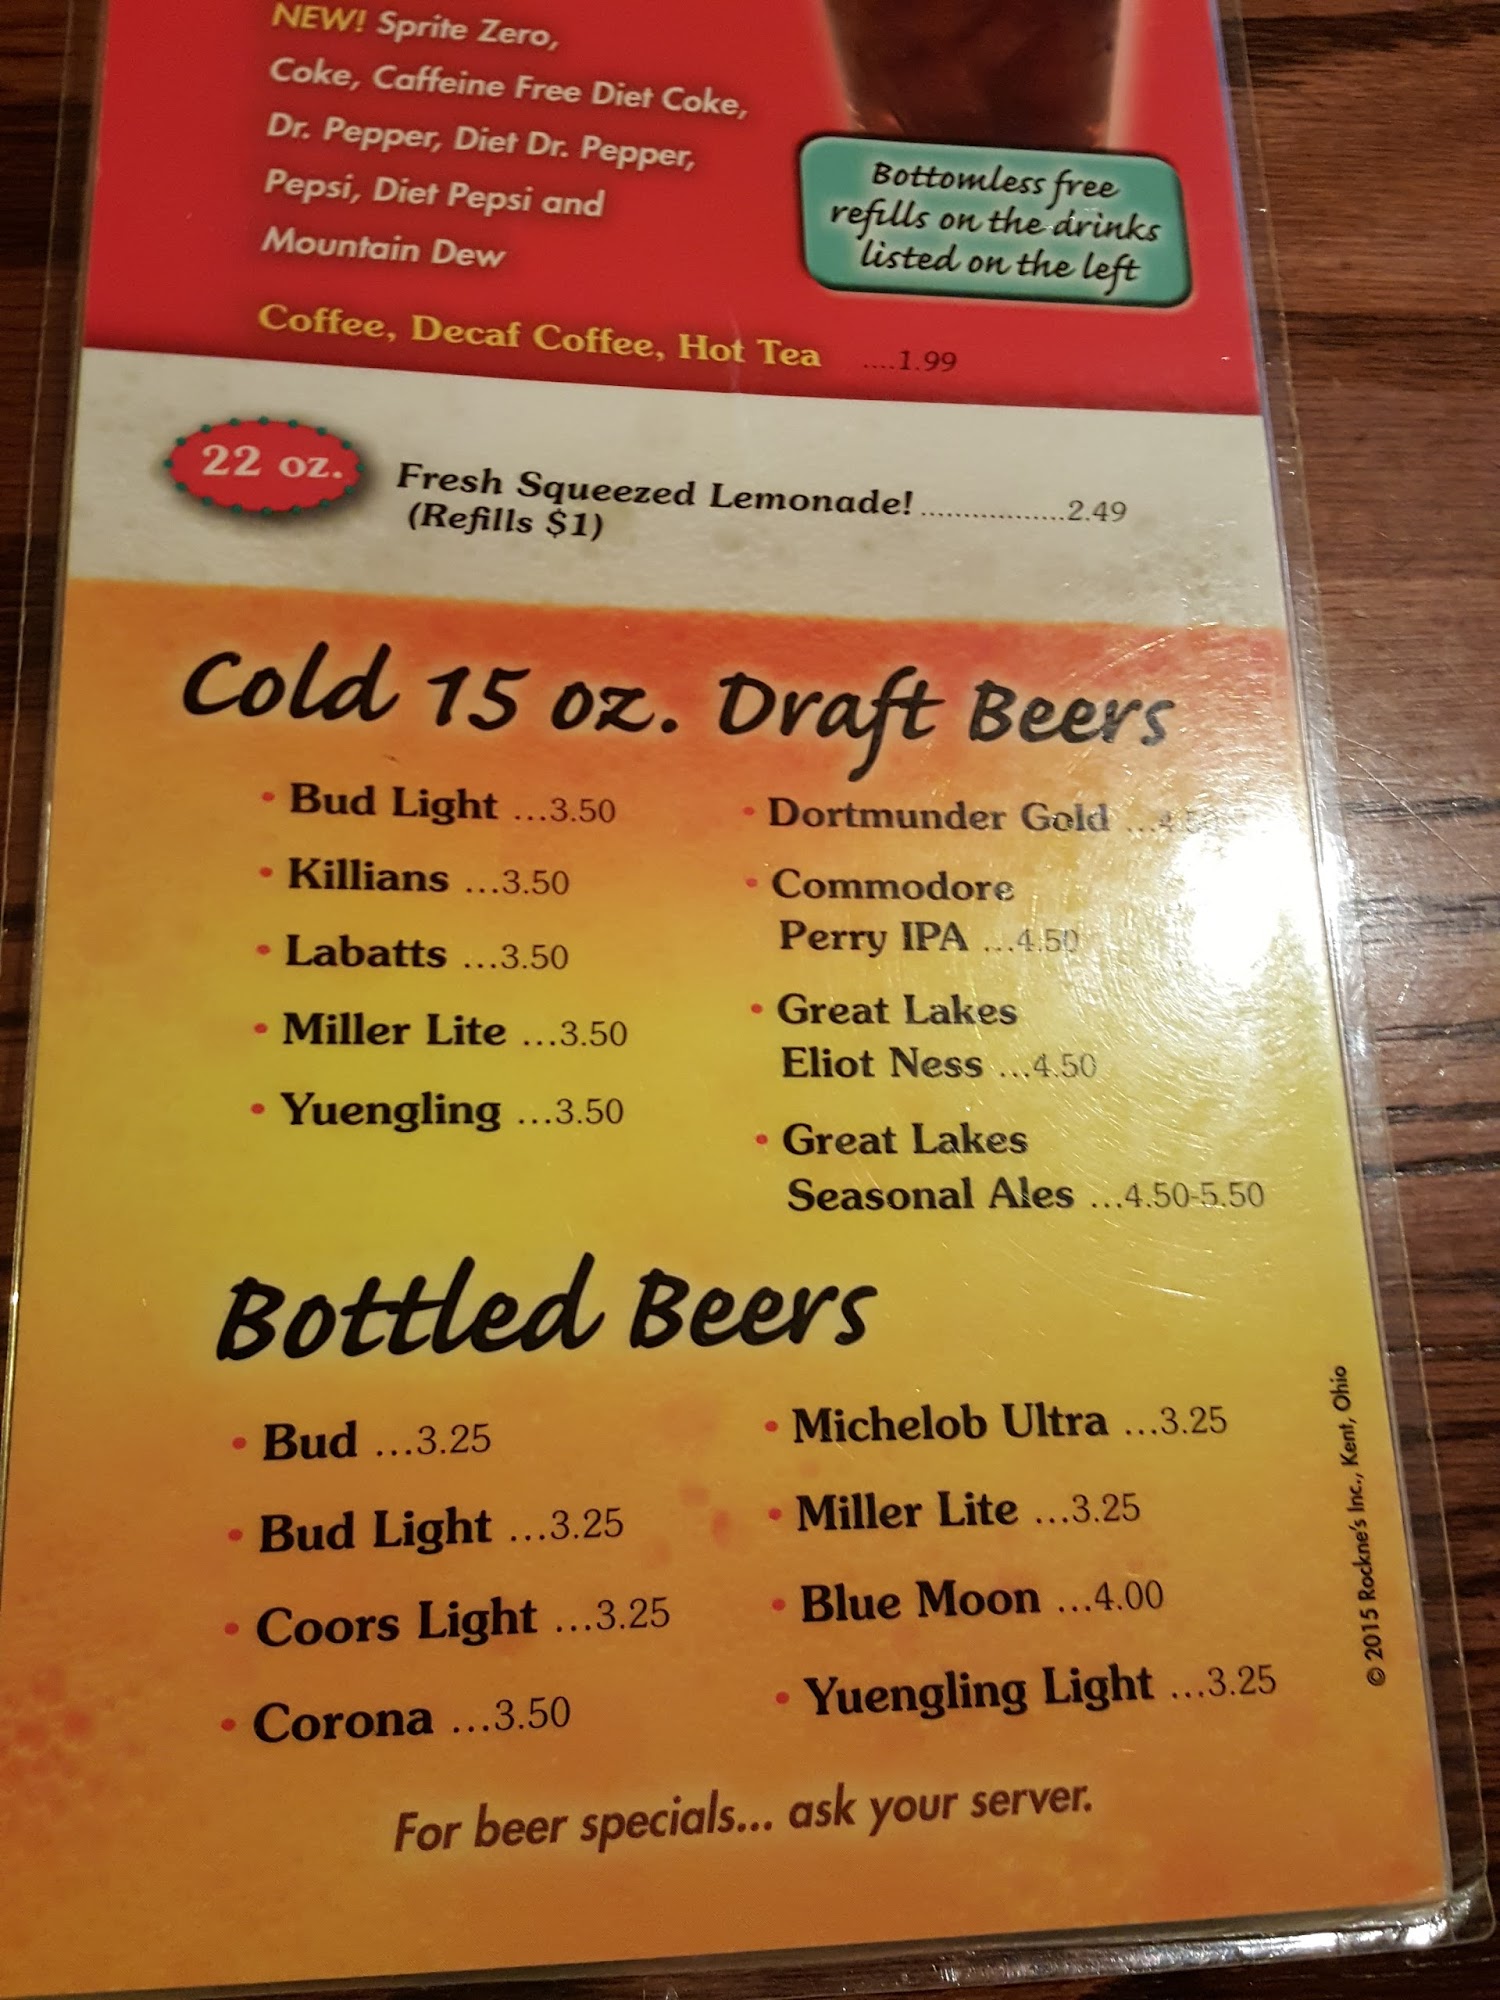 NEW! Sprite Zero,
Coke, Caffeine Free Diet Coke,
Dr. Pepper, Diet Dr. Pepper,
Pepsi, Diet Pepsi and
Mountain Dew
Bottomless free
refills on the drinks
listed on the left
Coffee, Decaf Coffee, Hot Tea ....1.99
22 oz.
Fresh Squeezed Lemonade!.................2.49
(Refills $1)
Cold 15 oz. Draft Beers
• Bud Light ...3.50
• Killians ...3.50
• Labatts ...3.50
• Miller Lite ...3.50
• Yuengling ...3.50
• Dortmunder Gold ...4.50
• Commodore
Perry IPA ...4.50
• Great Lakes
Eliot Ness ...4.50
• Great Lakes
Seasonal Ales ...4.50-5.50
Bottled Beers
• Bud ...3.25
• Bud Light ...3.25
• Coors Light ...3.25
• Corona ...3.50
• Michelob Ultra ...3.25
• Miller Lite ...3.25
• Blue Moon ...4.00
• Yuengling Light ...3.25
For beer specials... ask your server.
© 2015 Rockne's Inc., Kent, Ohio